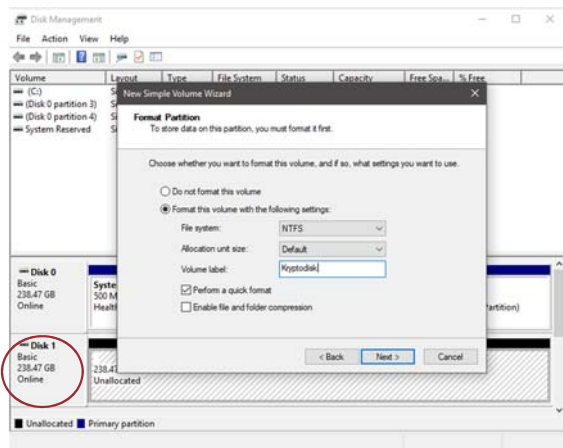 Disk Management
File Action View Help
Volume Layout Type File System Status Capacity Free Spa... % Free
(C:)
(Disk 0 partition 3)
(Disk 0 partition 4)
System Reserved
New Simple Volume Wizard
Format Partition
To store data on this partition, you must format it first.
Choose whether you want to format this volume, and if so, what settings you want to use.
Do not format this volume
Format this volume with the following settings:
File system: NTFS
Allocation unit size: Default
Volume label: Kryptodisk
Perform a quick format
Enable file and folder compression
< Back Next > Cancel
Disk 0
Basic
238.47 GB
Online
Syste
500 M
Healt
Partition)
Disk 1
Basic
238.47 GB
Online
238.47
Unallocated
Unallocated Primary partition